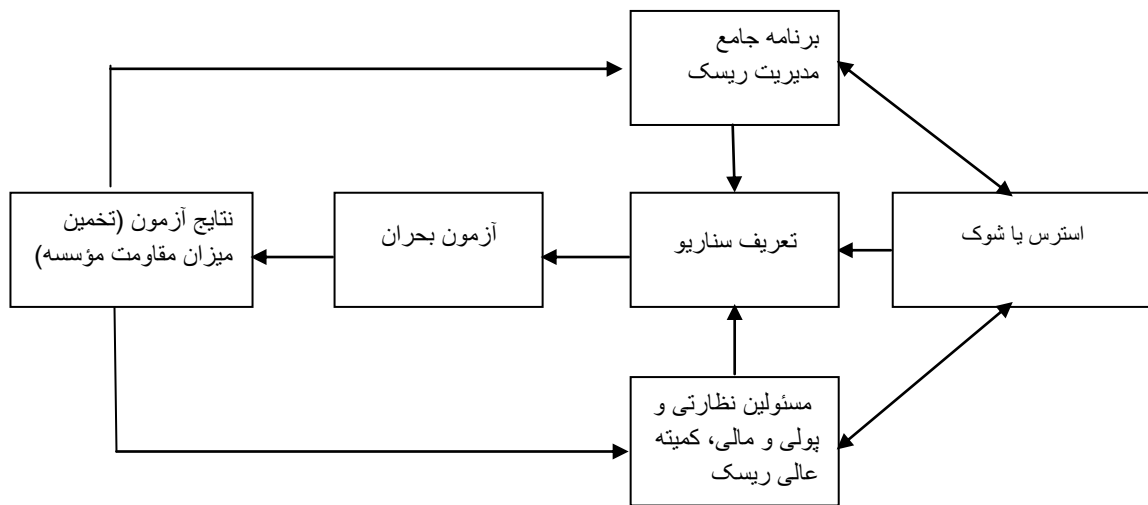 برنامه جامع
مدیریت ریسک
استرس یا شوک
تعریف سناریو
آزمون بحران
نتایج آزمون (تخمین
میزان مقاومت مؤسسه)
مسئولین نظارتی و
پولی و مالی، کمیته
عالی ریسک